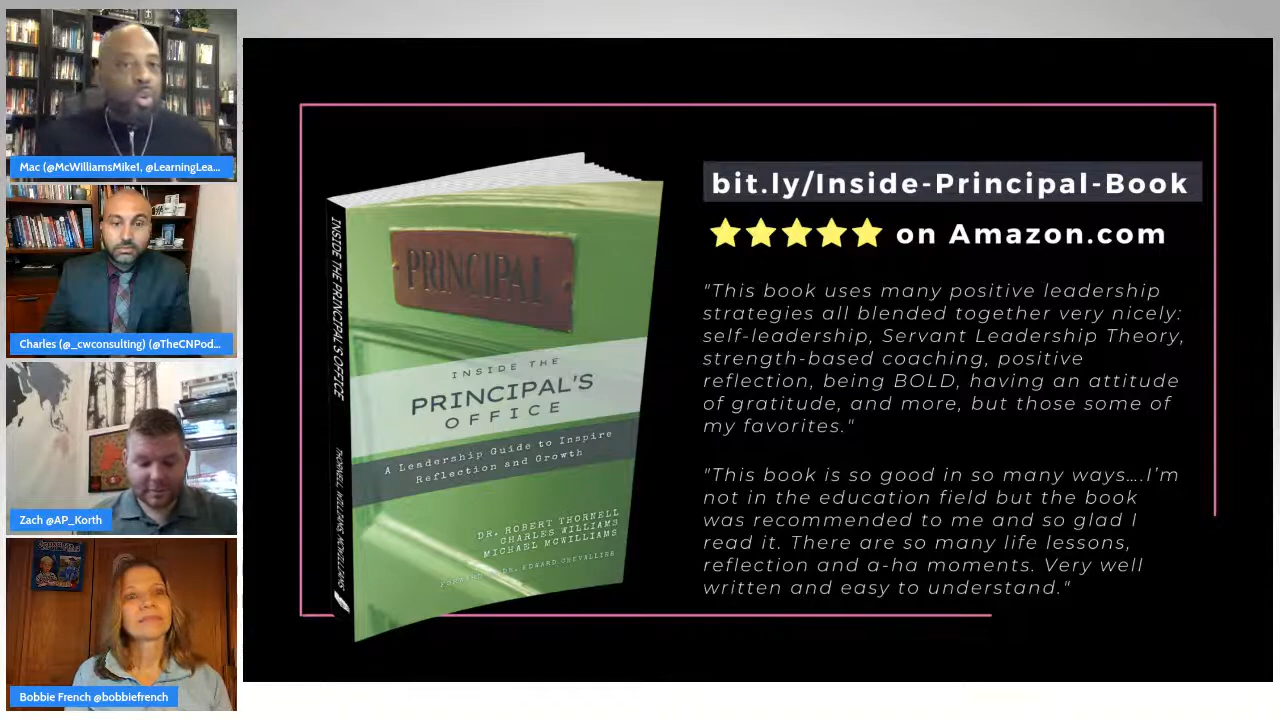 Mac (@McWilliamsMike1, @LearningLea...
Charles (@_cwconsulting) (@TheCNPod...
Zach @AP_Korth
Bobbie French @bobbiefrench
INSIDE THE PRINCIPAL'S OFFICE
THORNELL WILLIAMS MCWILLIAMS
PRINCIPAL
INSIDE THE
PRINCIPAL'S
OFFICE
A Leadership Guide to Inspire
Reflection and Growth
DR. ROBERT THORNELL
CHARLES WILLIAMS
MICHAEL MCWILLIAMS
DR. EDWARD CHEVALLIER
bit.ly/Inside-Principal-Book
on Amazon.com
"This book uses many positive leadership
strategies all blended together very nicely:
self-leadership, Servant Leadership Theory,
strength-based coaching, positive
reflection, being BOLD, having an attitude
of gratitude, and more, but those some of
my favorites."
"This book is so good in so many ways....I'm
not in the education field but the book
was recommended to me and so glad I
read it. There are so many life lessons,
reflection and a-ha moments. Very well
written and easy to understand."